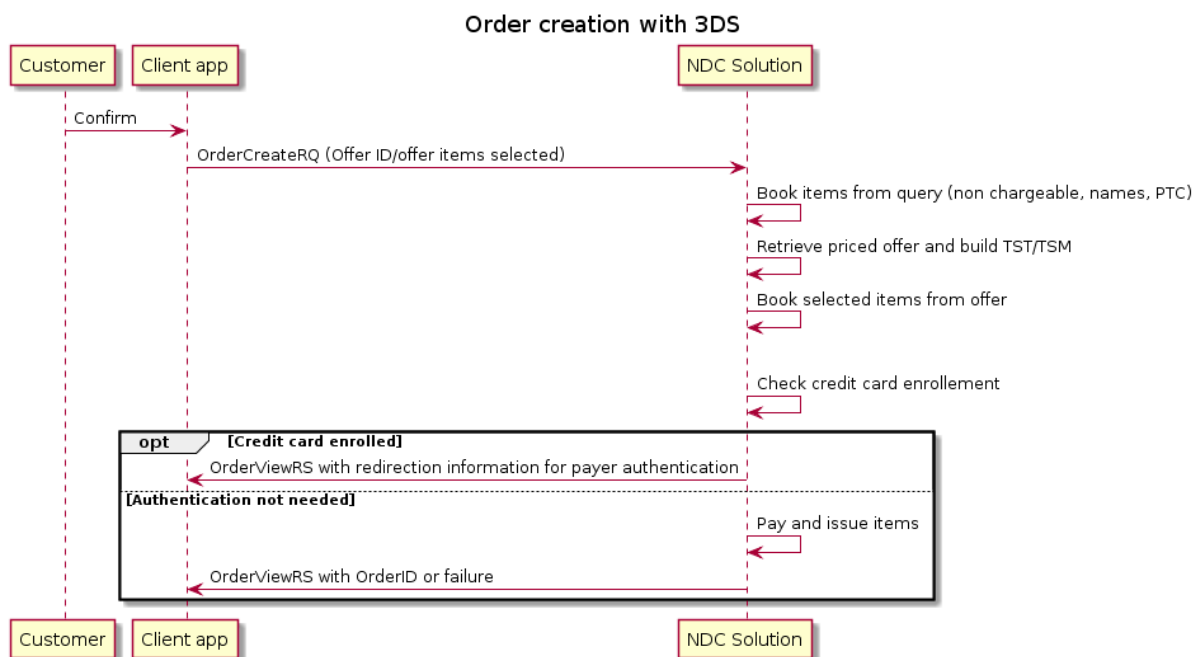 Order creation with 3DS
Customer
Client app
NDC Solution
Confirm
OrderCreateRQ (Offer ID/offer items selected)
Book items from query (non chargeable, names, PTC)
Retrieve priced offer and build TST/TSM
Book selected items from offer
Check credit card enrollement
opt
[Credit card enrolled]
OrderViewRS with redirection information for payer authentication
[Authentication not needed]
Pay and issue items
OrderViewRS with OrderID or failure
Customer
Client app
NDC Solution